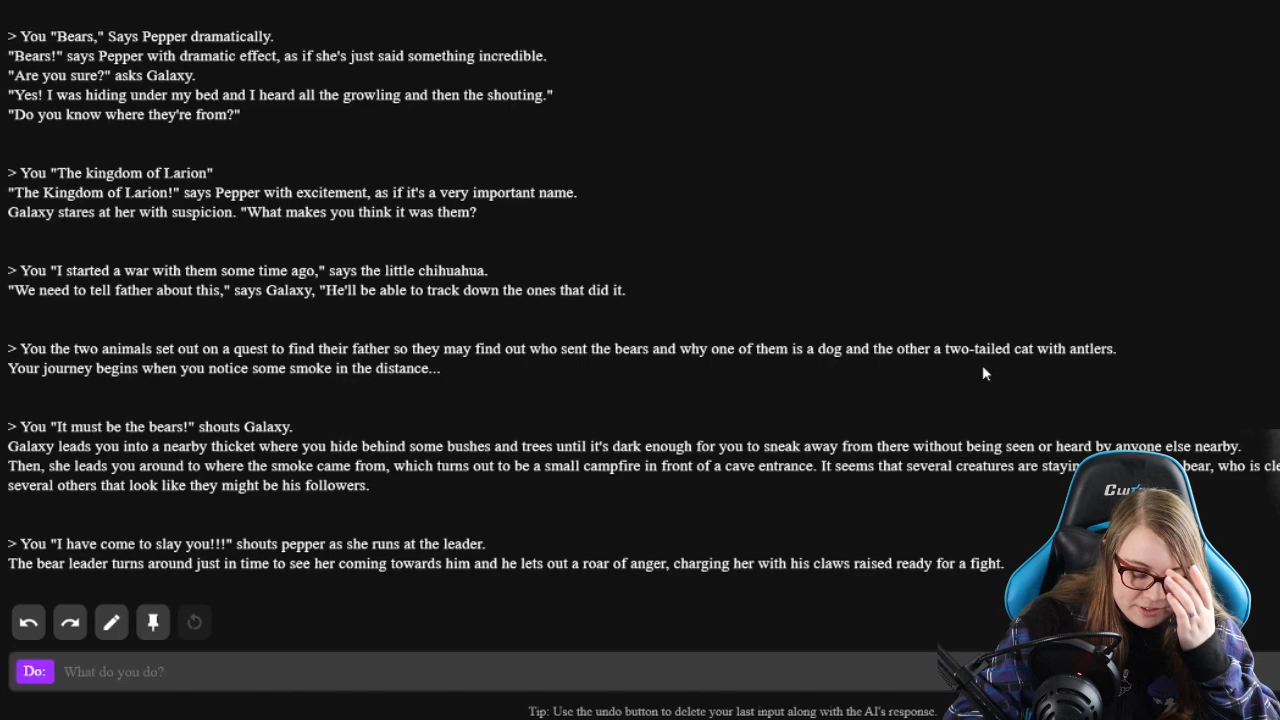 > You "Bears," Says Pepper dramatically.
"Bears!" says Pepper with dramatic effect, as if she's just said something incredible.
"Are you sure?" asks Galaxy.
"Yes! I was hiding under my bed and I heard all the growling and then the shouting."
"Do you know where they're from?"
> You "The kingdom of Larion"
"The Kingdom of Larion!" says Pepper with excitement, as if it's a very important name.
Galaxy stares at her with suspicion. "What makes you think it was them?
> You "I started a war with them some time ago," says the little chihuahua.
"We need to tell father about this," says Galaxy, "He'll be able to track down the ones that did it.
> You the two animals set out on a quest to find their father so they may find out who sent the bears and why one of them is a dog and the other a two-tailed cat with antlers.
Your journey begins when you notice some smoke in the distance...
> You "It must be the bears!" shouts Galaxy.
Galaxy leads you into a nearby thicket where you hide behind some bushes and trees until it's dark enough for you to sneak away from there without being seen or heard by anyone else nearby.
Then, she leads you around to where the smoke came from, which turns out to be a small campfire in front of a cave entrance. It seems that several creatures are bear, who is
several others that look like they might be his followers.
> You "I have come to slay you!!!" shouts pepper as she runs at the leader.
The bear leader turns around just in time to see her coming towards him and he lets out a roar of anger, charging her with his claws raised ready for a fight.
Do: What do you do?
Tip: Use the undo button to delete your last input along with the AI's response.